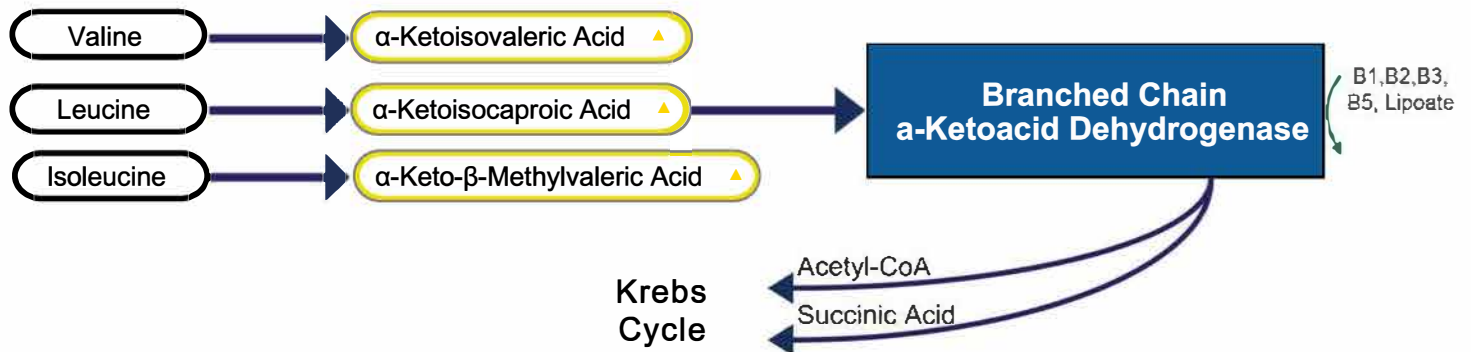 Valine
α-Ketoisovaleric Acid
Leucine
α-Ketoisocaproic Acid
Isoleucine
α-Keto-β-Methylvaleric Acid
Branched Chain
a-Ketoacid Dehydrogenase
B1,B2,B3,
B5, Lipoate
Acetyl-CoA
Succinic Acid
Krebs
Cycle